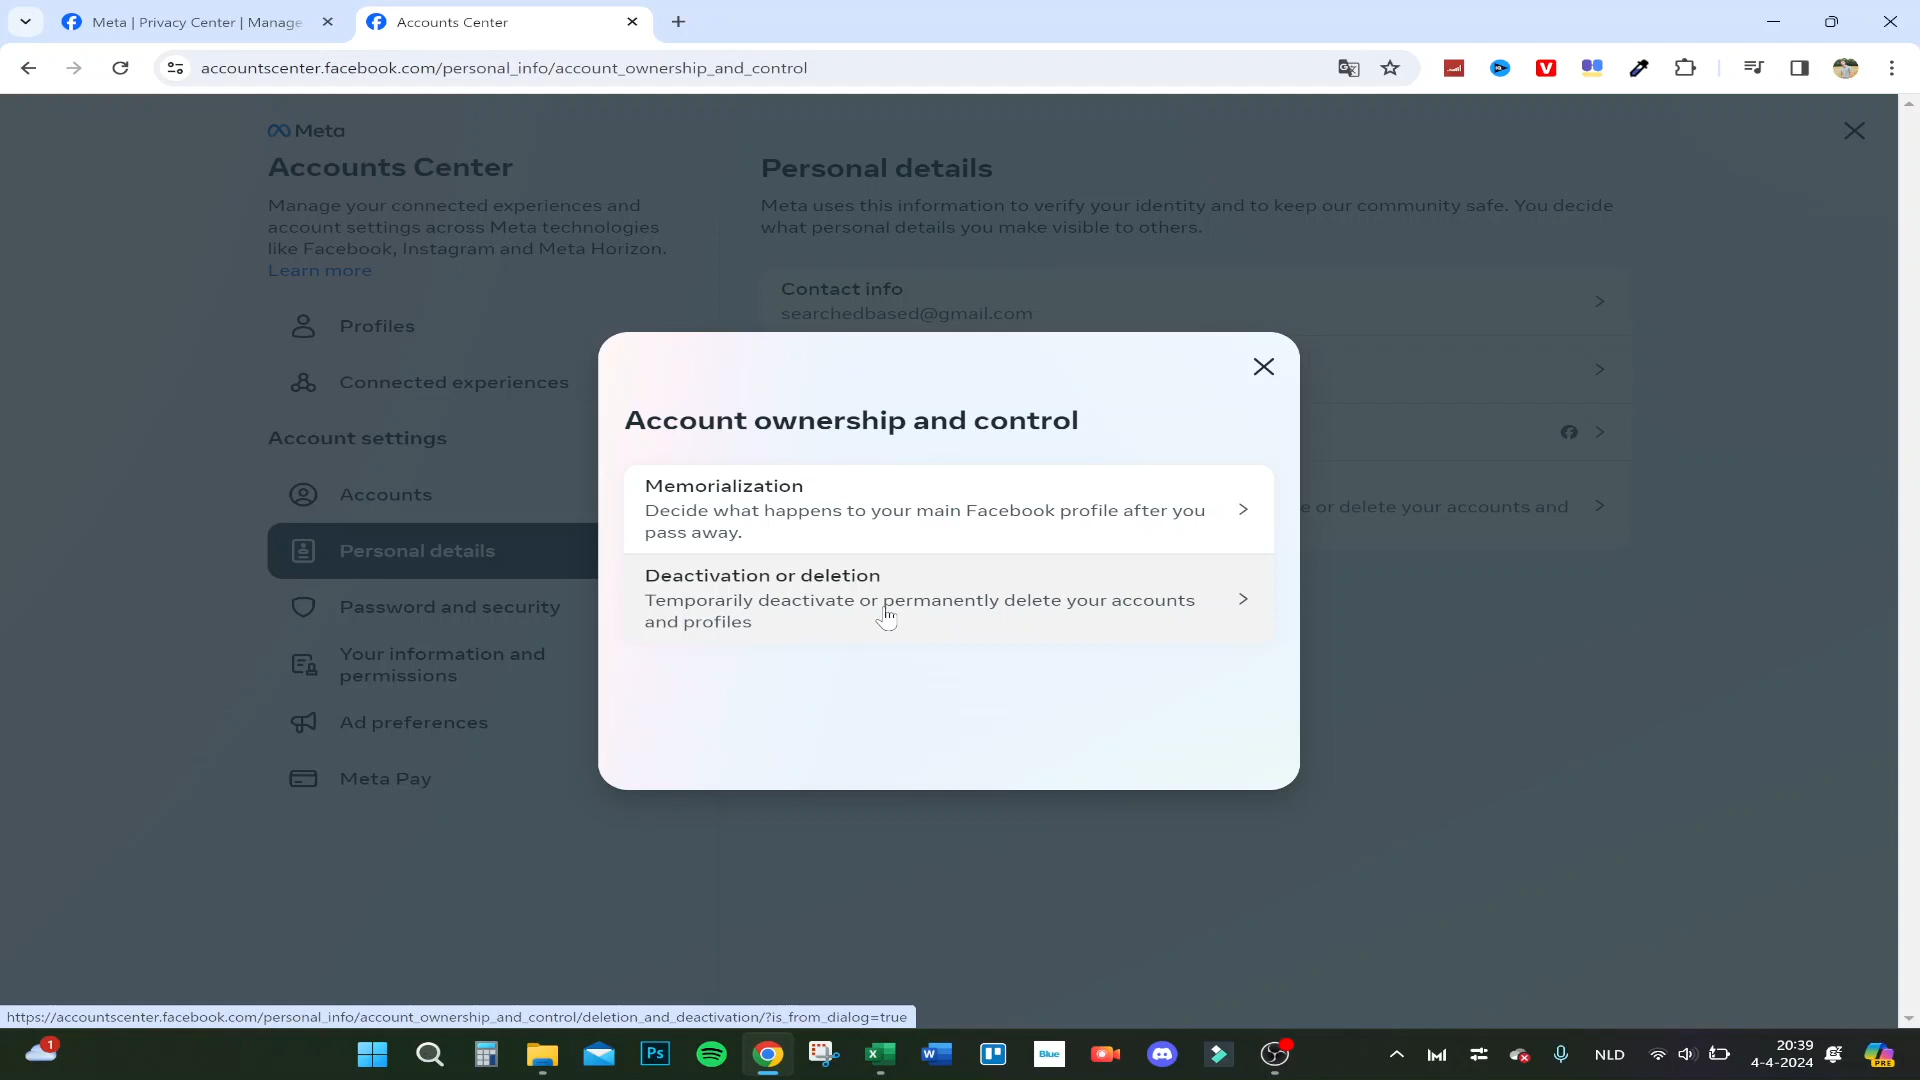 Meta | Privacy Center | Manage
Accounts Center
accountscenter.facebook.com/personal_info/account_ownership_and_control
Meta
Accounts Center
Manage your connected experiences and
account settings across Meta technologies
like Facebook, Instagram and Meta Horizon.
Learn more
Profiles
Connected experiences
Account settings
Accounts
Personal details
Password and security
Your information and
permissions
Ad preferences
Meta Pay
Personal details
Meta uses this information to verify your identity and to keep our community safe. You decide
what personal details you make visible to others.
Contact info
searchedbased@gmail.com
e or delete your accounts and
Account ownership and control
Memorialization
Decide what happens to your main Facebook profile after you
pass away.
Deactivation or deletion
Temporarily deactivate or permanently delete your accounts
and profiles
https://accountscenter.facebook.com/personal_info/account_ownership_and_control/deletion_and_deactivation/?is_from_dialog=true
1
Ps
Blue
NLD
20:39
4-4-2024
PRE